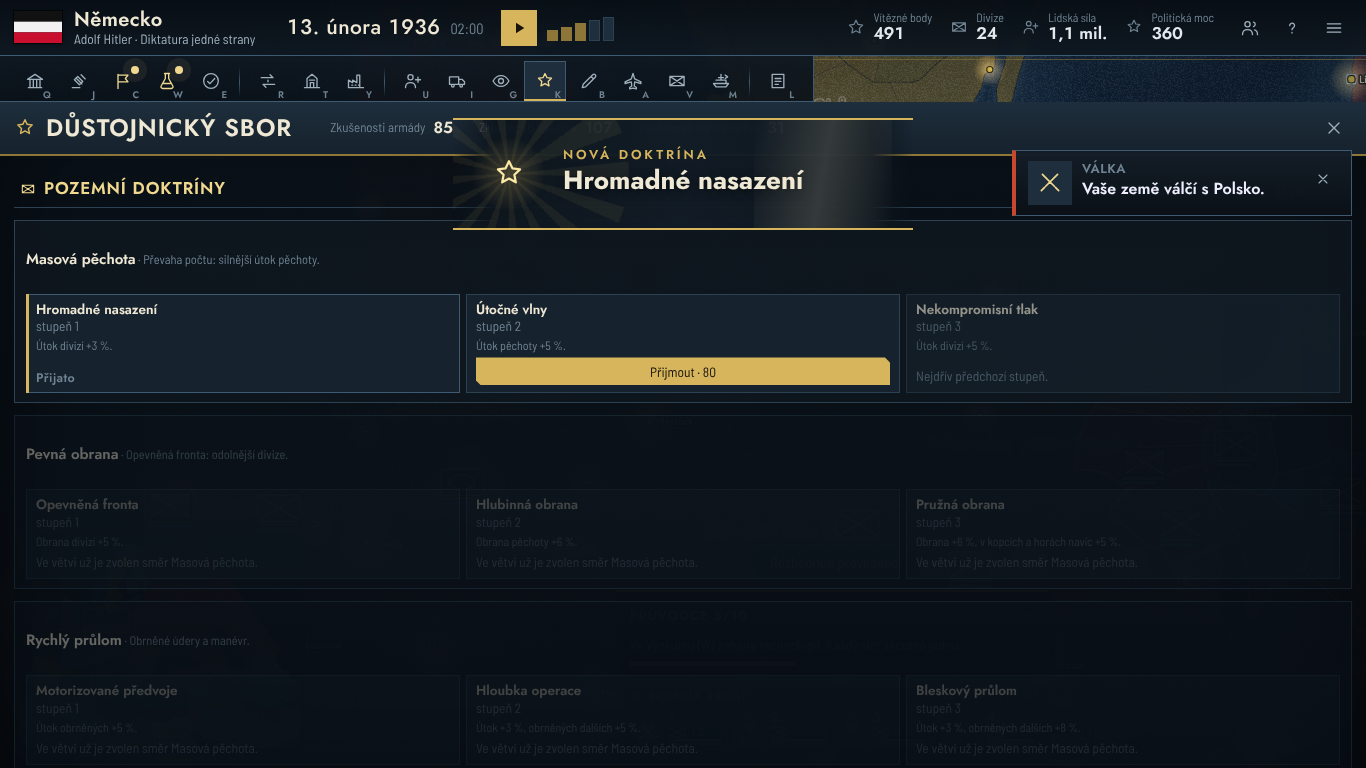 Německo
Adolf Hitler · Diktatura jedné strany
13. února 1936 02:00
Vítězné body
491
Divize
24
Lidská síla
1,1 mil.
Politická moc
360
?
Q J C W E R T Y U I G K B A V M L
DŮSTOJNICKÝ SBOR
Zkušenosti armády 85
107
31
NOVÁ DOKTRÍNA
Hromadné nasazení
VÁLKA
Vaše země válčí s Polsko.
POZEMNÍ DOKTRÍNY
Masová pěchota · Převaha počtu: silnější útok pěchoty.
Hromadné nasazení
stupeň 1
Útok divizí +3 %.
Přijato
Útočné vlny
stupeň 2
Útok pěchoty +5 %.
Přijmout · 80
Nekompromisní tlak
stupeň 3
Útok divizí +5 %.
Nejdřív předchozí stupeň.
Pevná obrana · Opevněná fronta: odolnější divize.
Opevněná fronta
stupeň 1
Obrana divizí +5 %.
Ve větvi už je zvolen směr Masová pěchota.
Hlubinná obrana
stupeň 2
Obrana pěchoty +6 %.
Ve větvi už je zvolen směr Masová pěchota.
Pružná obrana
stupeň 3
Obrana +6 %, v kopcích a horách navíc +5 %.
Ve větvi už je zvolen směr Masová pěchota.
Rychlý průlom · Obrněné údery a manévr.
Motorizované předvoje
stupeň 1
Útok obrněných +5 %.
Ve větvi už je zvolen směr Masová pěchota.
Hloubka operace
stupeň 2
Útok +3 %, obrněných dalších +5 %.
Ve větvi už je zvolen směr Masová pěchota.
Bleskový průlom
stupeň 3
Útok +3 %, obrněných dalších +8 %.
Ve větvi už je zvolen směr Masová pěchota.